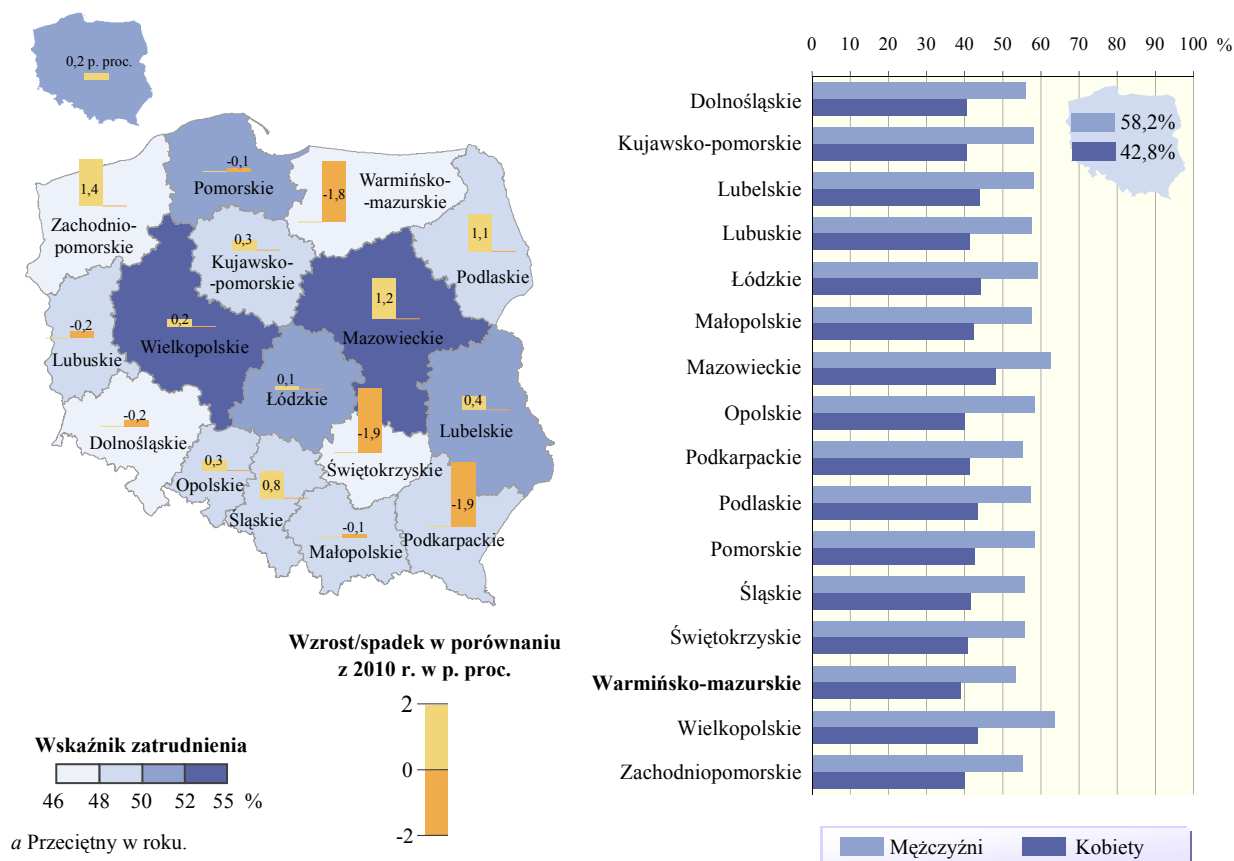 0,2 p. proc.
-0,1
Pomorskie
-1,8
Warmińsko-
-mazurskie
1,4
Zachodnio-
pomorskie
0,3
Kujawsko-
-pomorskie
1,1
Podlaskie
-0,2
Lubuskie
0,2
Wielkopolskie
1,2
Mazowieckie
0,1
Łódzkie
0,4
Lubelskie
-0,2
Dolnośląskie
-1,9
Świętokrzyskie
0,3
Opolskie
0,8
Śląskie
-0,1
Małopolskie
-1,9
Podkarpackie
Wzrost/spadek w porównaniu
z 2010 r. w p. proc.
2
0
-2
Wskaźnik zatrudnienia
46 48 50 52 55 %
a Przeciętny w roku.
0 10 20 30 40 50 60 70 80 90 100 %
Dolnośląskie
Kujawsko-pomorskie
Lubelskie
Lubuskie
Łódzkie
Małopolskie
Mazowieckie
Opolskie
Podkarpackie
Podlaskie
Pomorskie
Śląskie
Świętokrzyskie
Warmińsko-mazurskie
Wielkopolskie
Zachodniopomorskie
58,2%
42,8%
Mężczyźni Kobiety